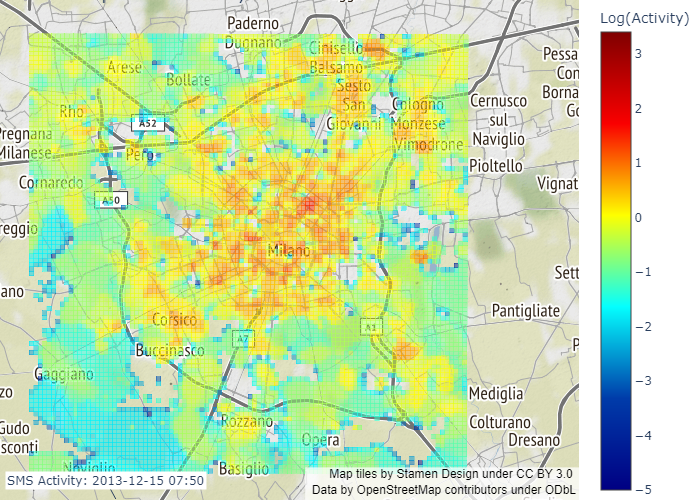 Log(Activity)
3
2
1
0
−1
−2
−3
−4
−5
Paderno
Dugnano
Cinisello
Balsamo
Arese
Bollate
Sesto
San
Giovanni
Cologno
Monzese
Vimodrone
Cernusco
sul
Naviglio
Pioltello
Pessa
Con
Borna
Go
Rho
A52
Pregnana
Milanese
Pero
Cornaredo
A50
Vignat
reggio
Milano
Sett
ano
Pantigliate
Corsico
A7
A1
Buccinasco
P
Gaggiano
zo
Mediglia
Gudo
sconti
Rozzano
Opera
Colturano
Dresano
Noviglio
Basiglio
SMS Activity: 2013-12-15 07:50
Map tiles by Stamen Design under CC BY 3.0
Data by OpenStreetMap contributors under ODbL